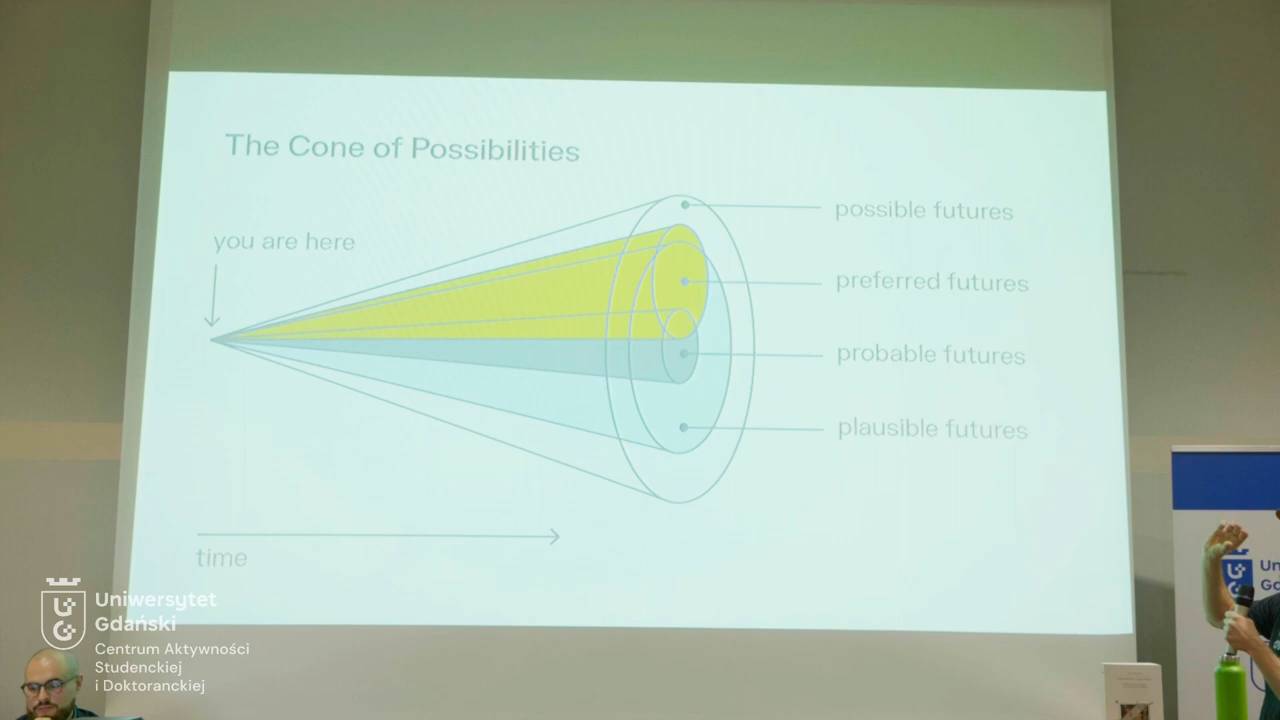 The Cone of Possibilities
you are here
possible futures
preferred futures
probable futures
plausible futures
time
Uniwersytet
Gdański
Centrum Aktywności
Studenckiej
i Doktoranckiej